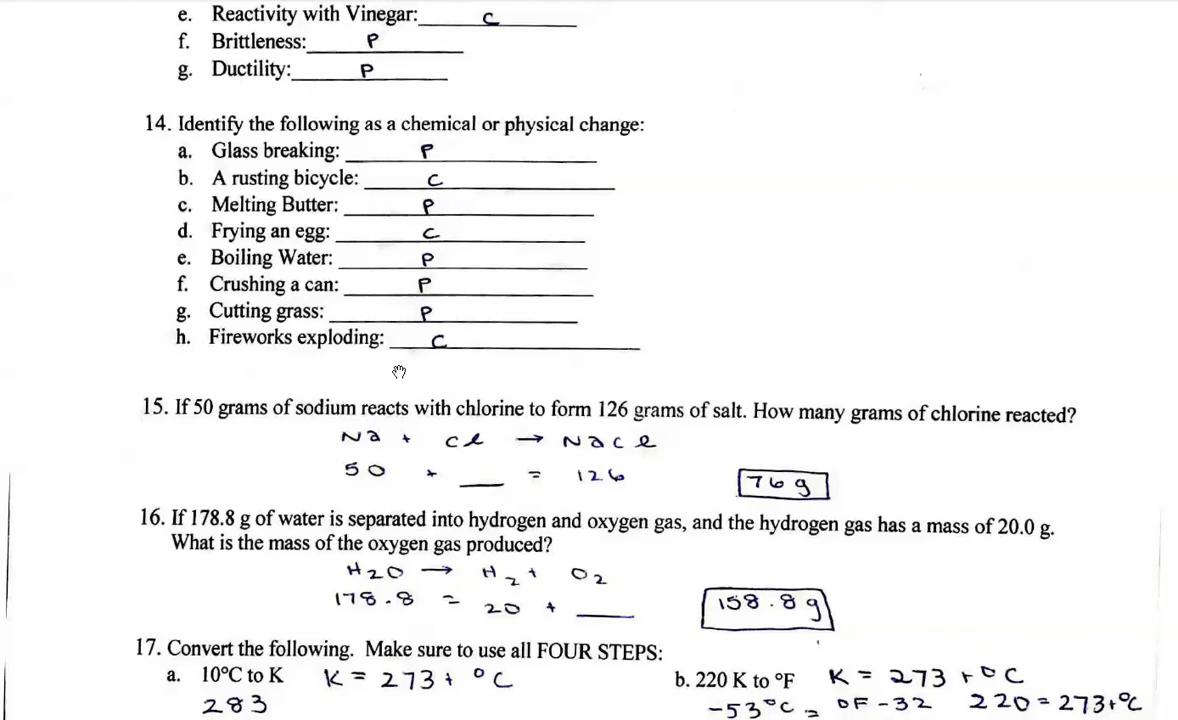 e. Reactivity with Vinegar: C
f. Brittleness: P
g. Ductility: P
14. Identify the following as a chemical or physical change:
a. Glass breaking: P
b. A rusting bicycle: C
c. Melting Butter: P
d. Frying an egg: C
e. Boiling Water: P
f. Crushing a can: P
g. Cutting grass: P
h. Fireworks exploding: C
15. If 50 grams of sodium reacts with chlorine to form 126 grams of salt. How many grams of chlorine reacted?
Na + Cl → NaCl
50 + ___ = 126 76 g
16. If 178.8 g of water is separated into hydrogen and oxygen gas, and the hydrogen gas has a mass of 20.0 g.
What is the mass of the oxygen gas produced?
H2O → H2 + O2
178.8 = 20 + ___ 158.8 g
17. Convert the following. Make sure to use all FOUR STEPS:
a. 10°C to K K = 273 + °C b. 220 K to °F K = 273 + °C
283 -53°C = °F - 32 220 = 273 + °C